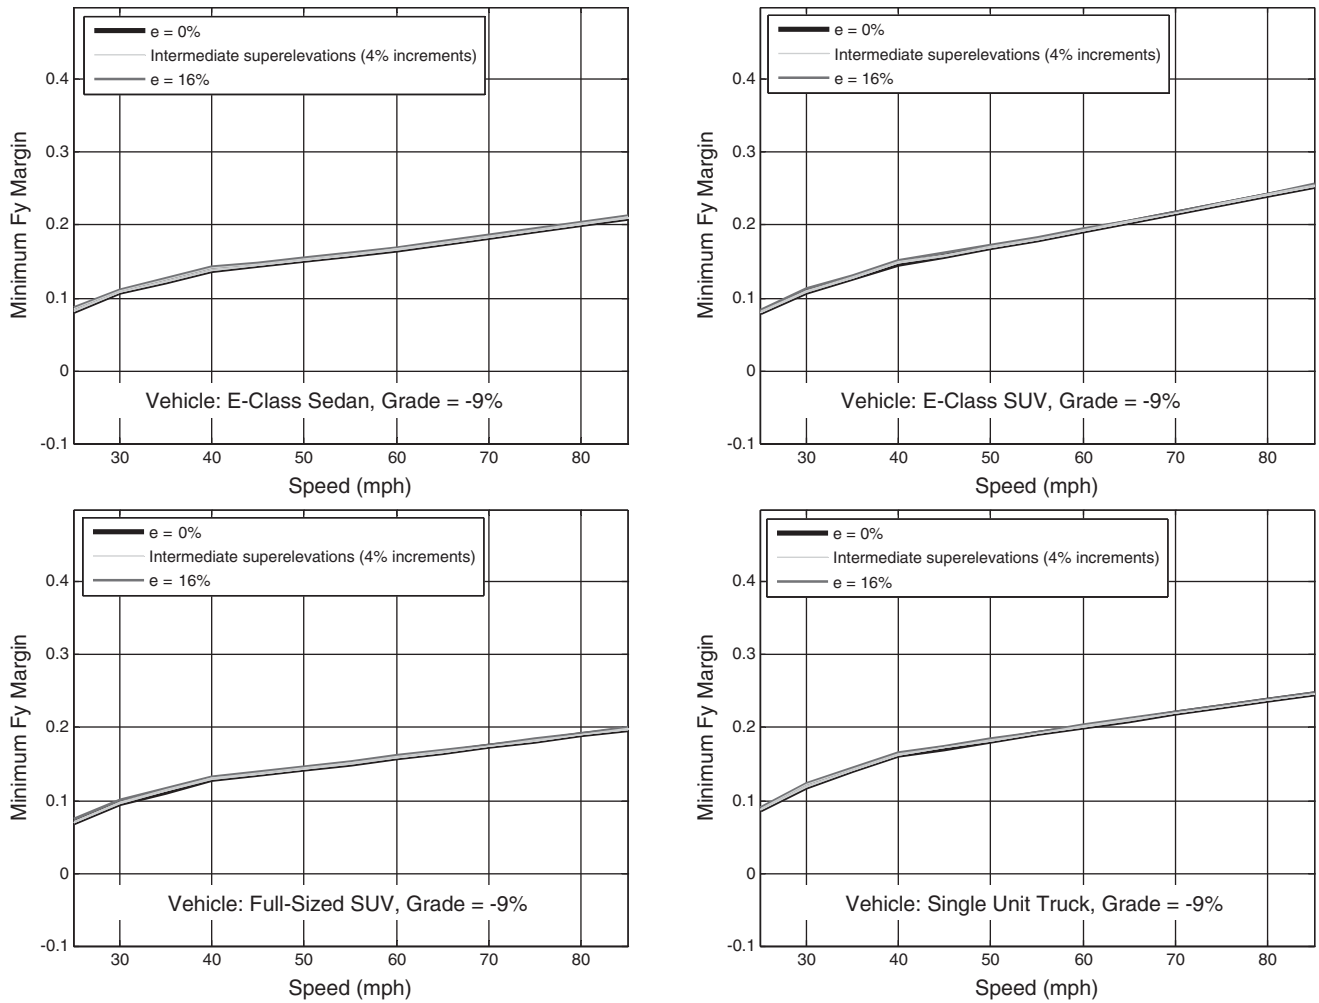 e = 0%
Intermediate superelevations (4% increments)
e = 16%
0.4
0.3
0.2
0.1
0
-0.1
Minimum Fy Margin
Vehicle: E-Class Sedan, Grade = -9%
30 40 50 60 70 80
Speed (mph)
e = 0%
Intermediate superelevations (4% increments)
e = 16%
0.4
0.3
0.2
0.1
0
-0.1
Minimum Fy Margin
Vehicle: E-Class SUV, Grade = -9%
30 40 50 60 70 80
Speed (mph)
e = 0%
Intermediate superelevations (4% increments)
e = 16%
0.4
0.3
0.2
0.1
0
-0.1
Minimum Fy Margin
Vehicle: Full-Sized SUV, Grade = -9%
30 40 50 60 70 80
Speed (mph)
e = 0%
Intermediate superelevations (4% increments)
e = 16%
0.4
0.3
0.2
0.1
0
-0.1
Minimum Fy Margin
Vehicle: Single Unit Truck, Grade = -9%
30 40 50 60 70 80
Speed (mph)